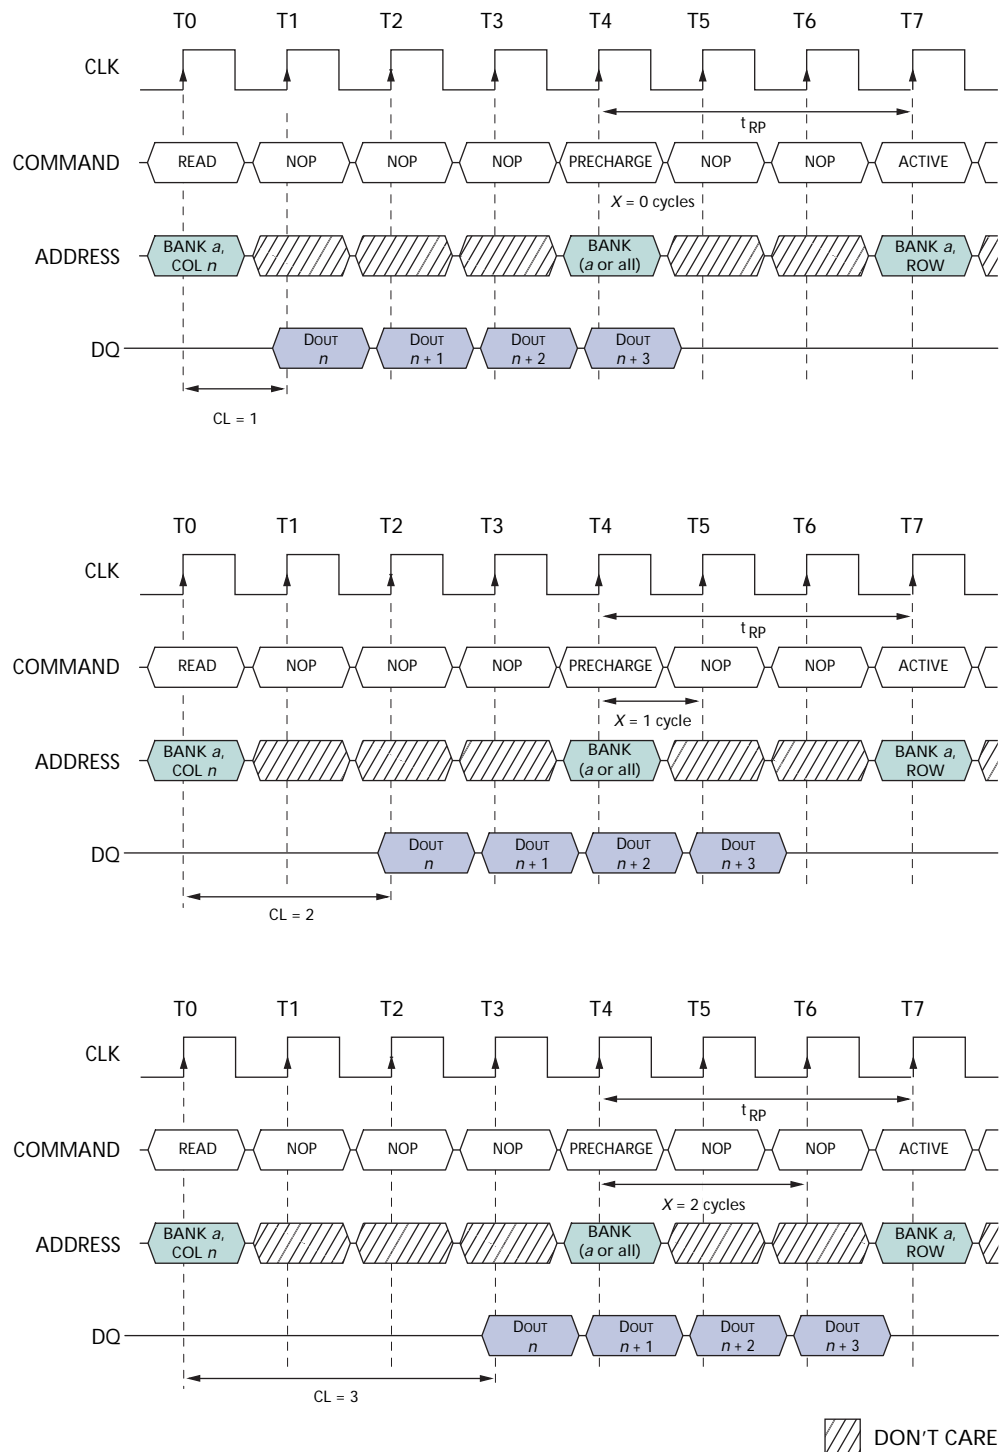 T0 T1 T2 T3 T4 T5 T6 T7
CLK
t RP
COMMAND READ NOP NOP NOP PRECHARGE NOP NOP ACTIVE
X = 0 cycles
ADDRESS BANK a, COL n BANK (a or all) BANK a, ROW
DQ DOUT n DOUT n + 1 DOUT n + 2 DOUT n + 3
CL = 1
T0 T1 T2 T3 T4 T5 T6 T7
CLK
t RP
COMMAND READ NOP NOP NOP PRECHARGE NOP NOP ACTIVE
X = 1 cycle
ADDRESS BANK a, COL n BANK (a or all) BANK a, ROW
DQ DOUT n DOUT n + 1 DOUT n + 2 DOUT n + 3
CL = 2
T0 T1 T2 T3 T4 T5 T6 T7
CLK
t RP
COMMAND READ NOP NOP NOP PRECHARGE NOP NOP ACTIVE
X = 2 cycles
ADDRESS BANK a, COL n BANK (a or all) BANK a, ROW
DQ DOUT n DOUT n + 1 DOUT n + 2 DOUT n + 3
CL = 3
DON'T CARE